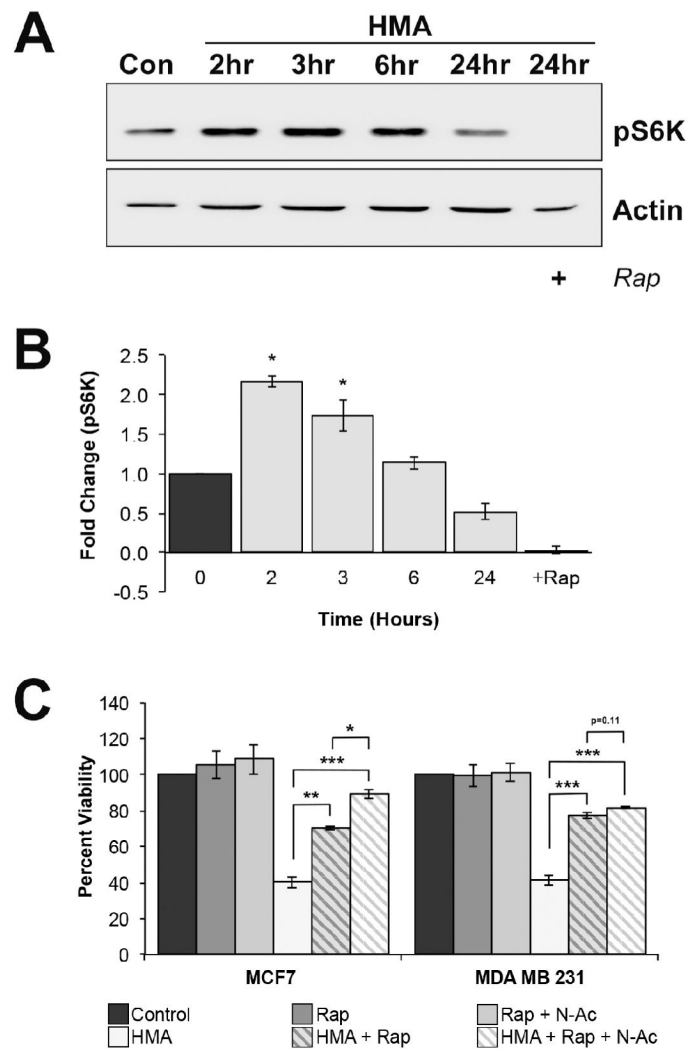 A
HMA
Con 2hr 3hr 6hr 24hr 24hr
pS6K
Actin
+ Rap
B
Fold Change (pS6K)
2.5
2.0
1.5
1.0
0.5
0.0
-0.5
* *
0 2 3 6 24 +Rap
Time (Hours)
C
Percent Viability
140
120
100
80
60
40
20
0
* p=0.11
*** ***
** ***
MCF7 MDA MB 231
Control Rap Rap + N-Ac
HMA HMA + Rap HMA + Rap + N-Ac